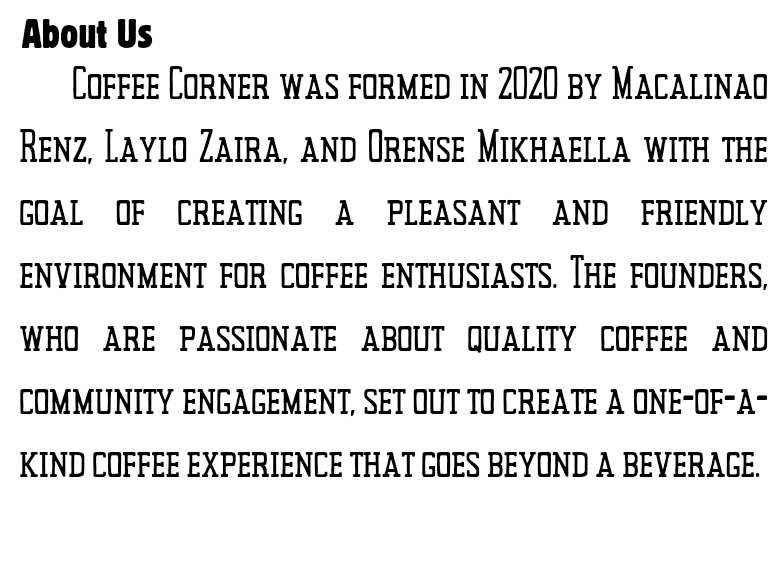 About Us
Coffee Corner was formed in 2020 by Macalinao
Renz, Laylo Zaira, and Orense Mikhaella with the
goal of creating a pleasant and friendly
environment for coffee enthusiasts. The founders,
who are passionate about quality coffee and
community engagement, set out to create a one-of-a-
kind coffee experience that goes beyond a beverage.